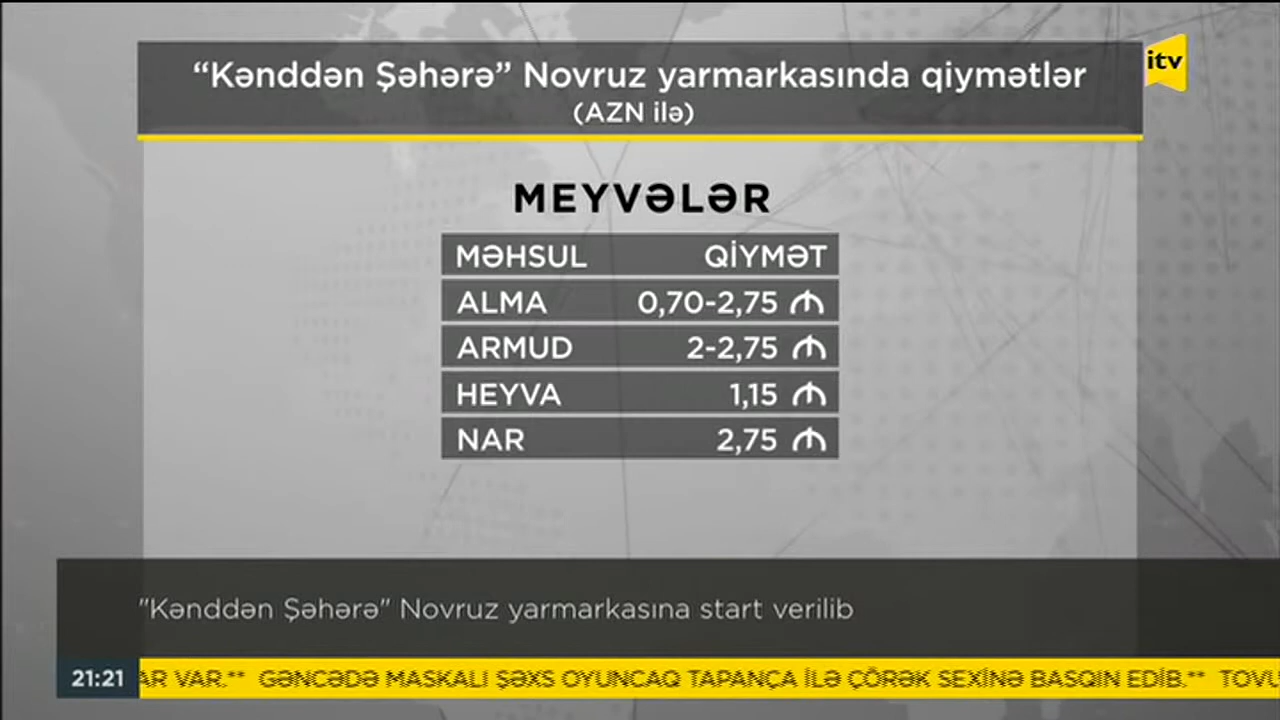 “Kənddən Şəhərə” Novruz yarmarkasında qiymətlər
(AZN ilə)
itv
MEYVƏLƏR
MƏHSUL QİYMƏT
ALMA 0,70-2,75 ₼
ARMUD 2-2,75 ₼
HEYVA 1,15 ₼
NAR 2,75 ₼
"Kənddən Şəhərə" Novruz yarmarkasına start verilib
21:21 AR VAR.** GƏNCƏDƏ MASKALI ŞƏXS OYUNCAQ TAPANÇA İLƏ ÇÖRƏK SEXİNƏ BASQIN EDİB.** TOVU